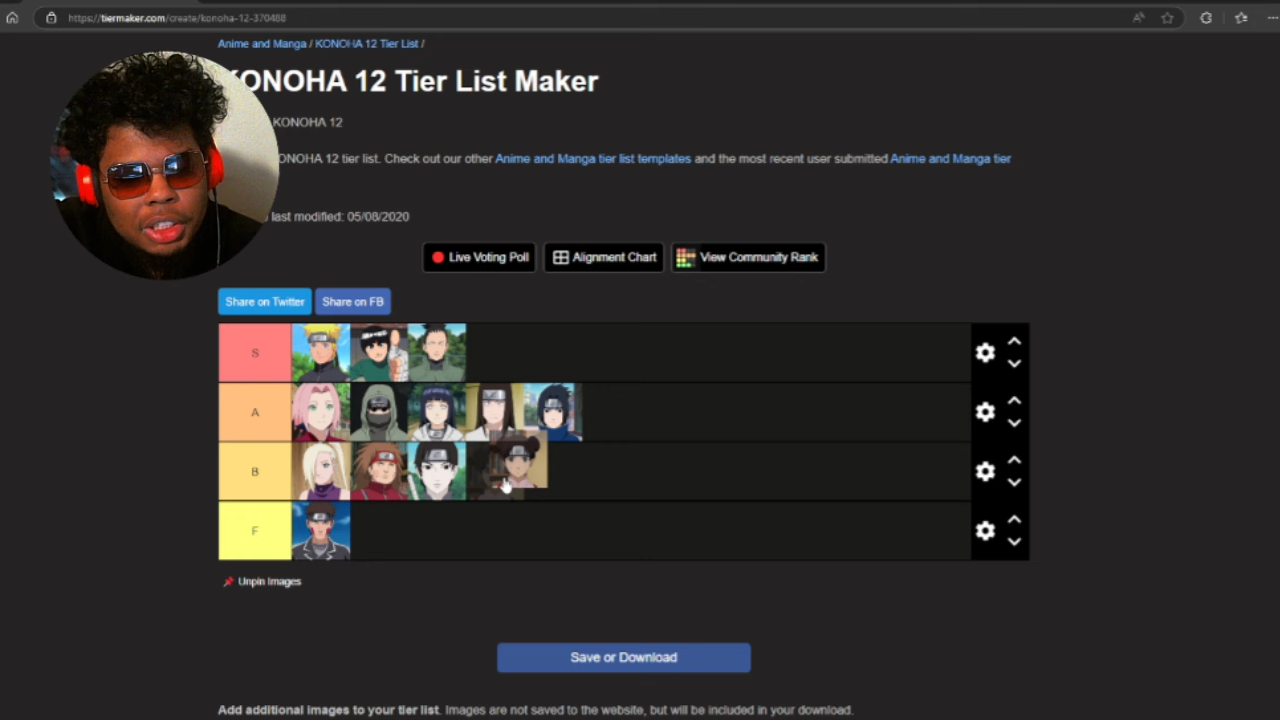 https://tiermaker.com/create/konoha-12-370488
Anime and Manga / KONOHA 12 Tier List /
KONOHA 12 Tier List Maker
KONOHA 12
KONOHA 12 tier list. Check out our other Anime and Manga tier list templates and the most recent user submitted Anime and Manga tier
last modified: 05/08/2020
Live Voting Poll
Alignment Chart
View Community Rank
Share on Twitter
Share on FB
S
A
B
F
Unpin Images
Save or Download
Add additional images to your tier list. Images are not saved to the website, but will be included in your download.